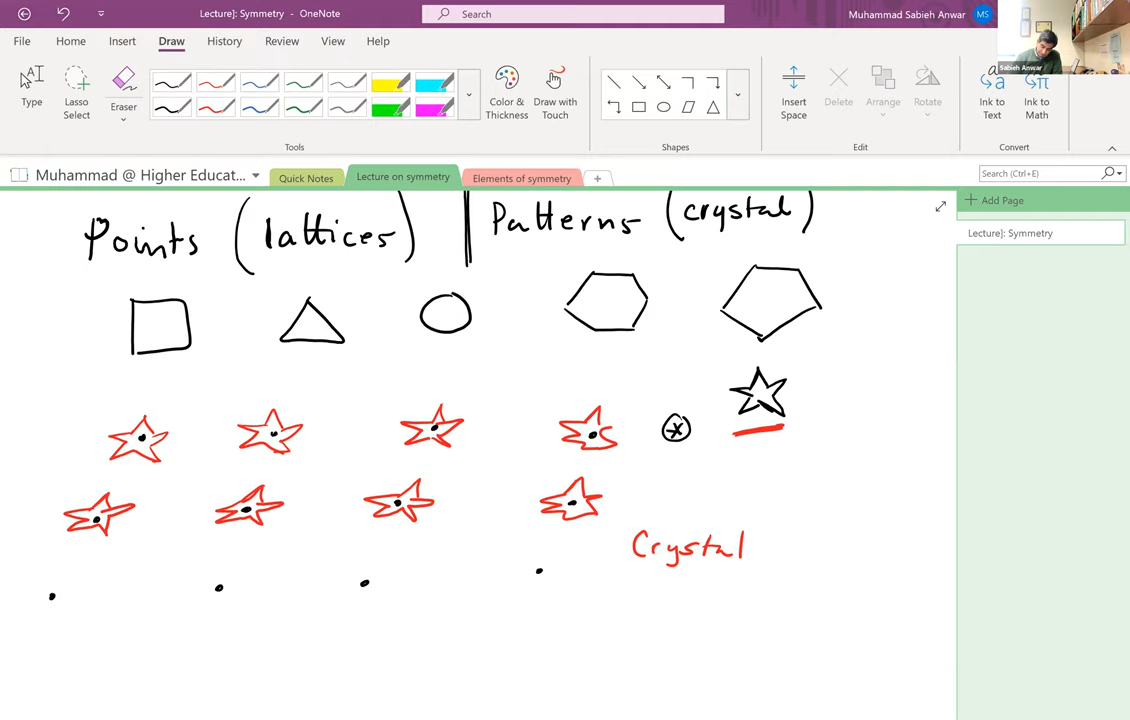 Lecture]: Symmetry - OneNote
Search
Muhammad Sabieh Anwar
MS
File Home Insert Draw History Review View Help
Sabieh Anwar
Type
Lasso Select
Eraser
Color & Thickness
Draw with Touch
Insert Space
Delete
Arrange
Rotate
Ink to Text
Ink to Math
Tools
Shapes
Edit
Convert
Muhammad @ Higher Educat...
Quick Notes
Lecture on symmetry
Elements of symmetry
Search (Ctrl+E)
Add Page
Lecture]: Symmetry
Points (lattices)
Patterns (crystal)
Crystal